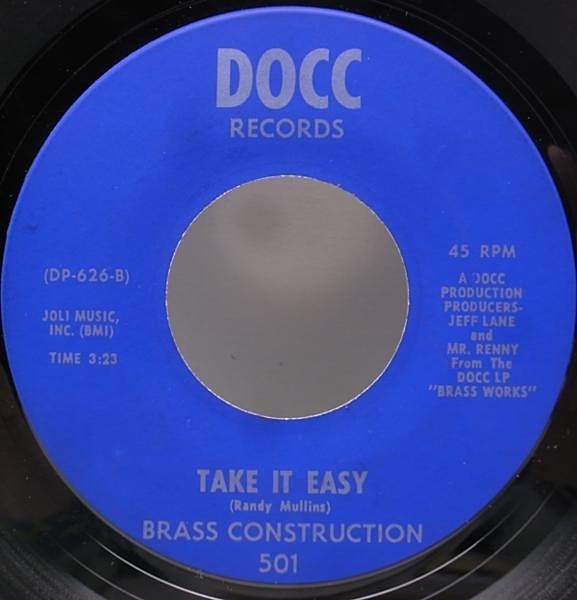 DOCC
RECORDS
(DP-626-B)
JOLI MUSIC,
INC. (BMI)
TIME 3:23
45 RPM
A DOCC
PRODUCTION
PRODUCERS-
JEFF LANE
and
MR. RENNY
From The
DOCC LP
"BRASS WORKS"
TAKE IT EASY
(Randy Mullins)
BRASS CONSTRUCTION
501